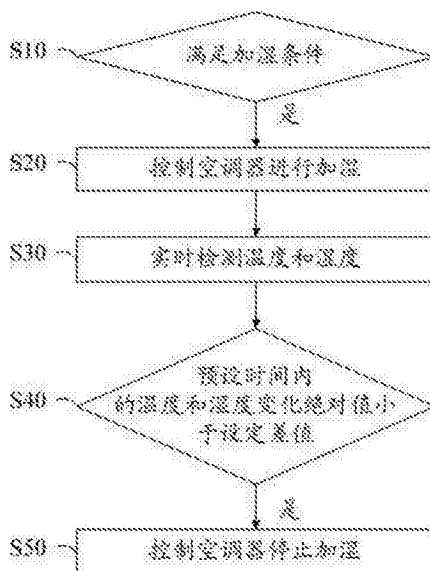 S10
满足加湿条件
是
S20
控制空调器进行加湿
S30
实时检测温度和湿度
S40
预设时间内
的温度和湿度变化绝对值小
于设定差值
是
S50
控制空调器停止加湿